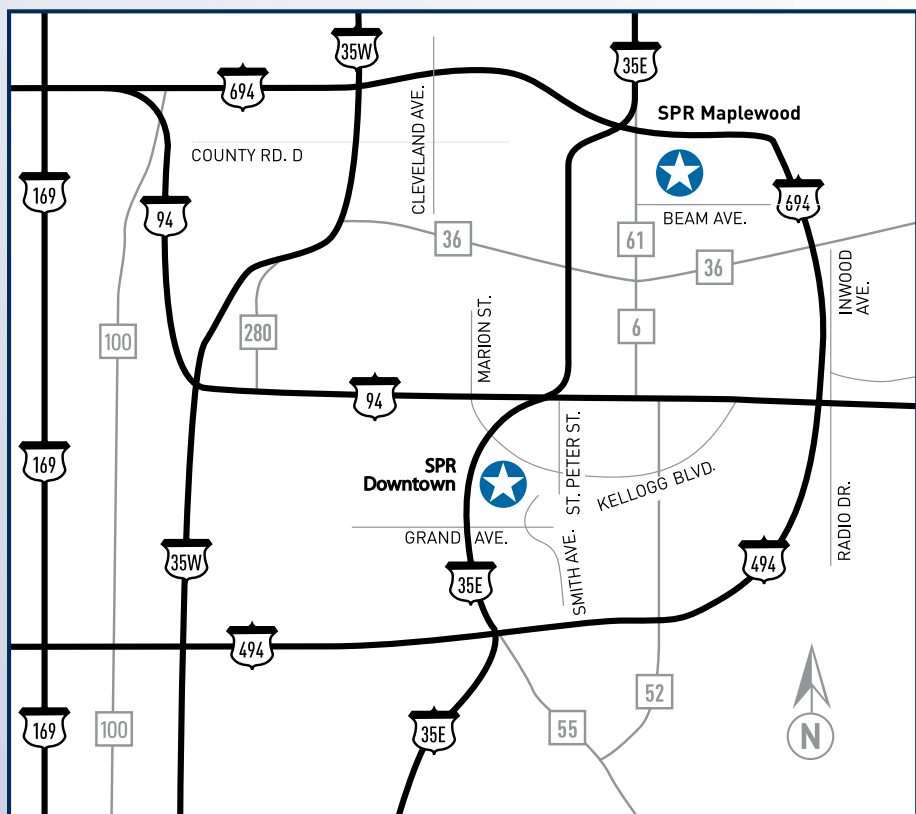 35W
35E
694
CLEVELAND AVE.
SPR Maplewood
COUNTY RD. D
169
94
694
BEAM AVE.
36
61
36
INWOOD
AVE.
MARION ST.
100
280
6
94
ST. PETER ST.
169
SPR
Downtown
KELLOGG BLVD.
RADIO DR.
GRAND AVE.
SMITH AVE.
35W
35E
494
494
52
169
100
35E
55
N